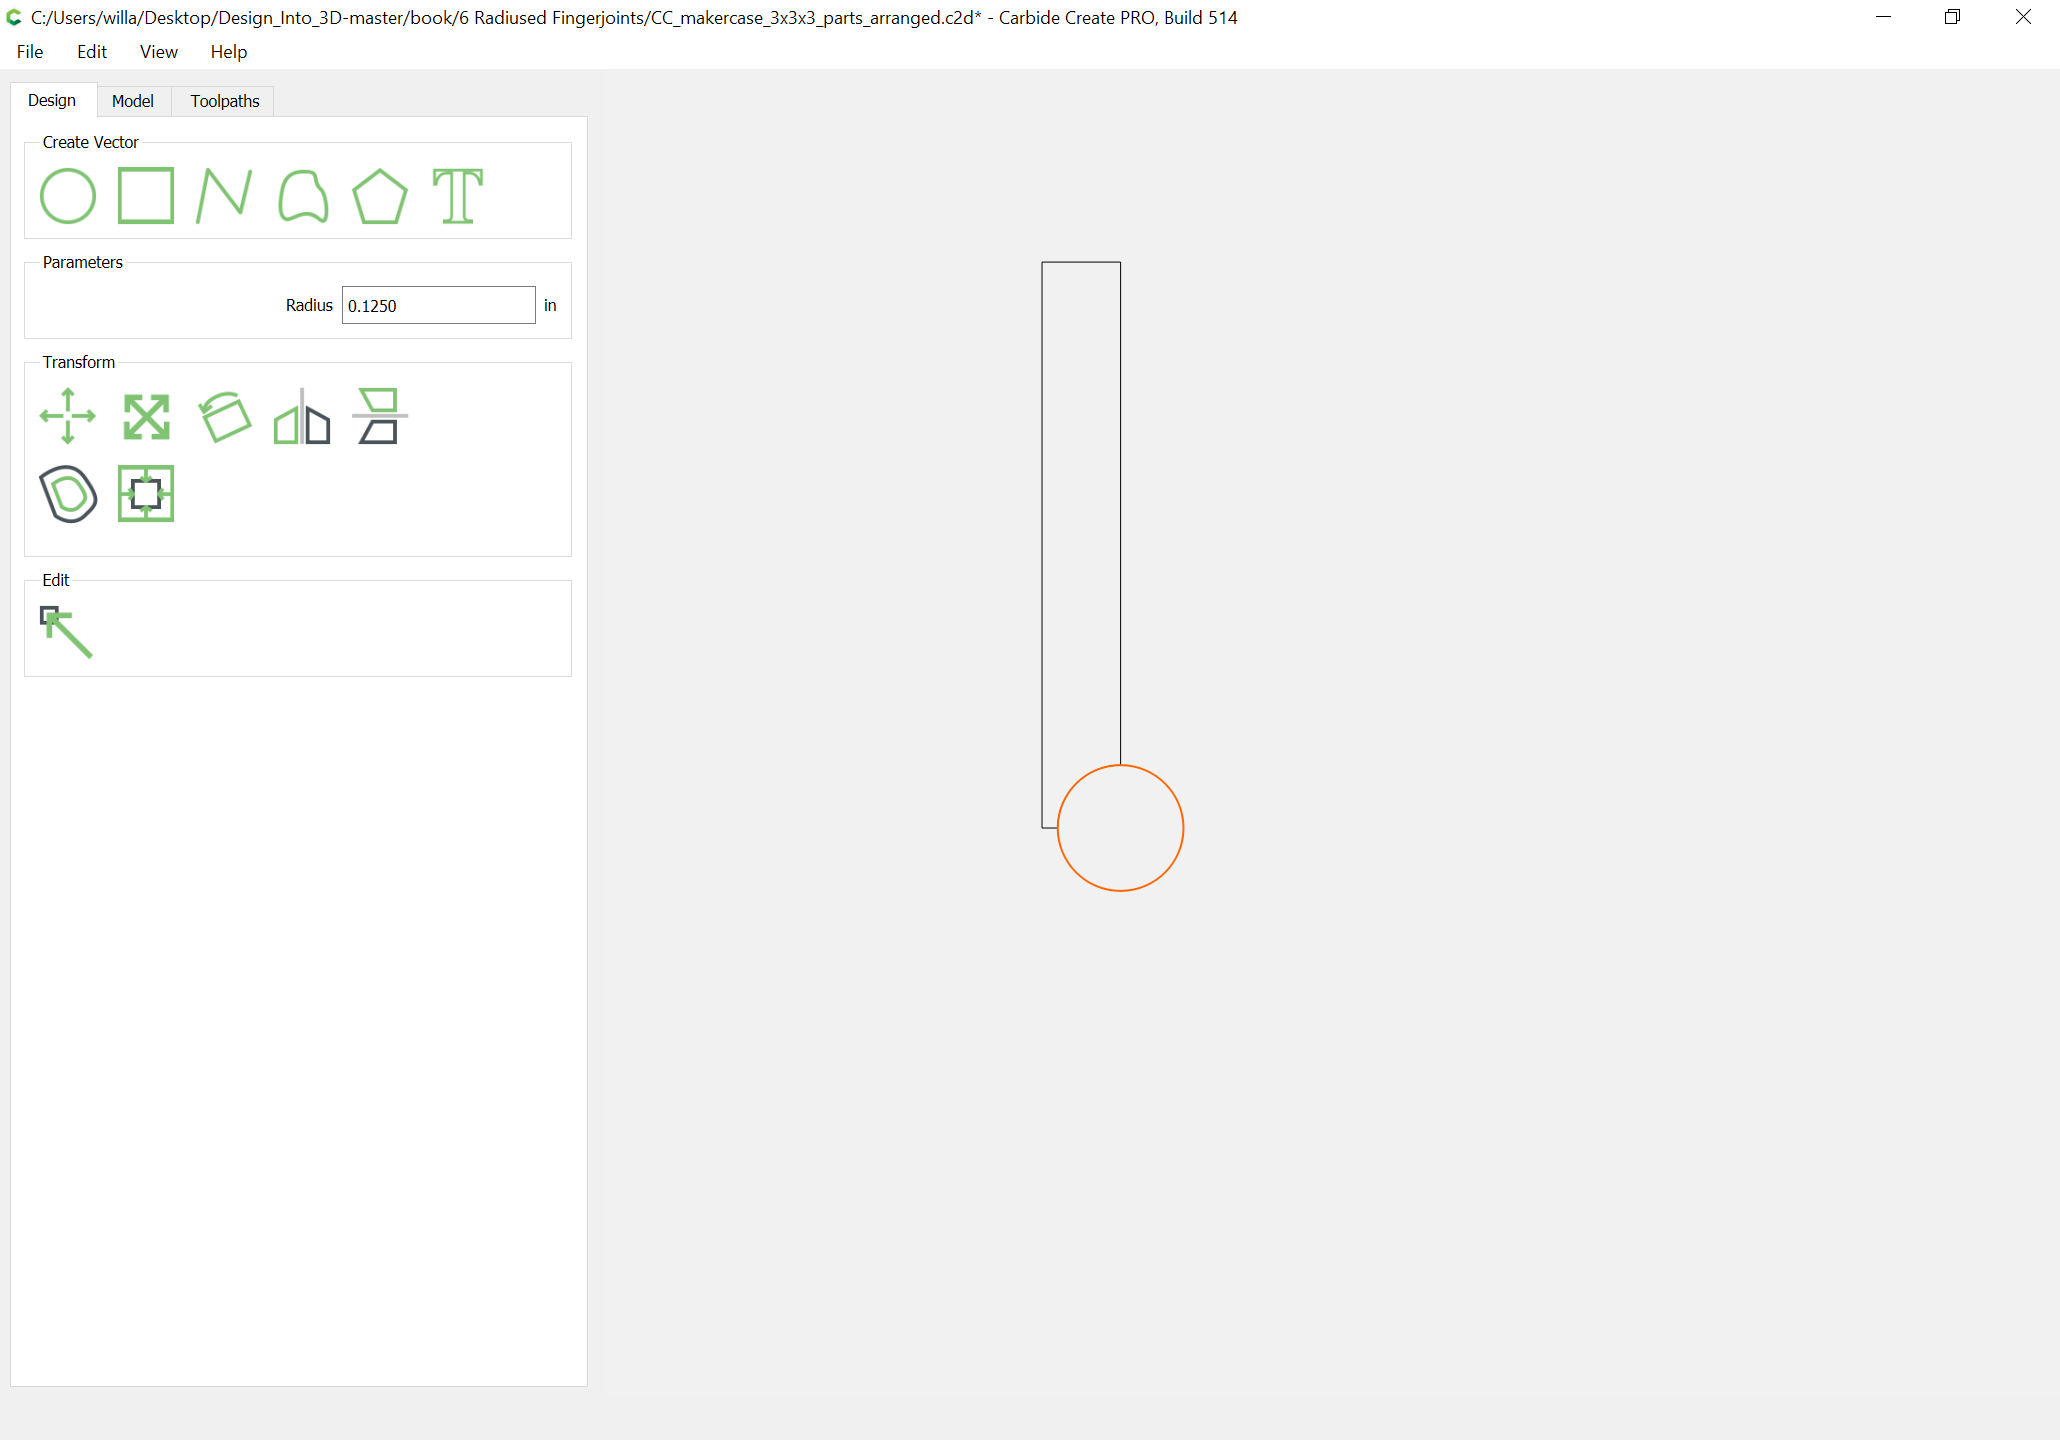 C:/Users/willa/Desktop/Design_Into_3D-master/book/6 Radiused Fingerjoints/CC_makercase_3x3x3_parts_arranged.c2d* - Carbide Create PRO, Build 514
File Edit View Help
Design Model Toolpaths
Create Vector
Parameters
Radius 0.1250 in
Transform
Edit